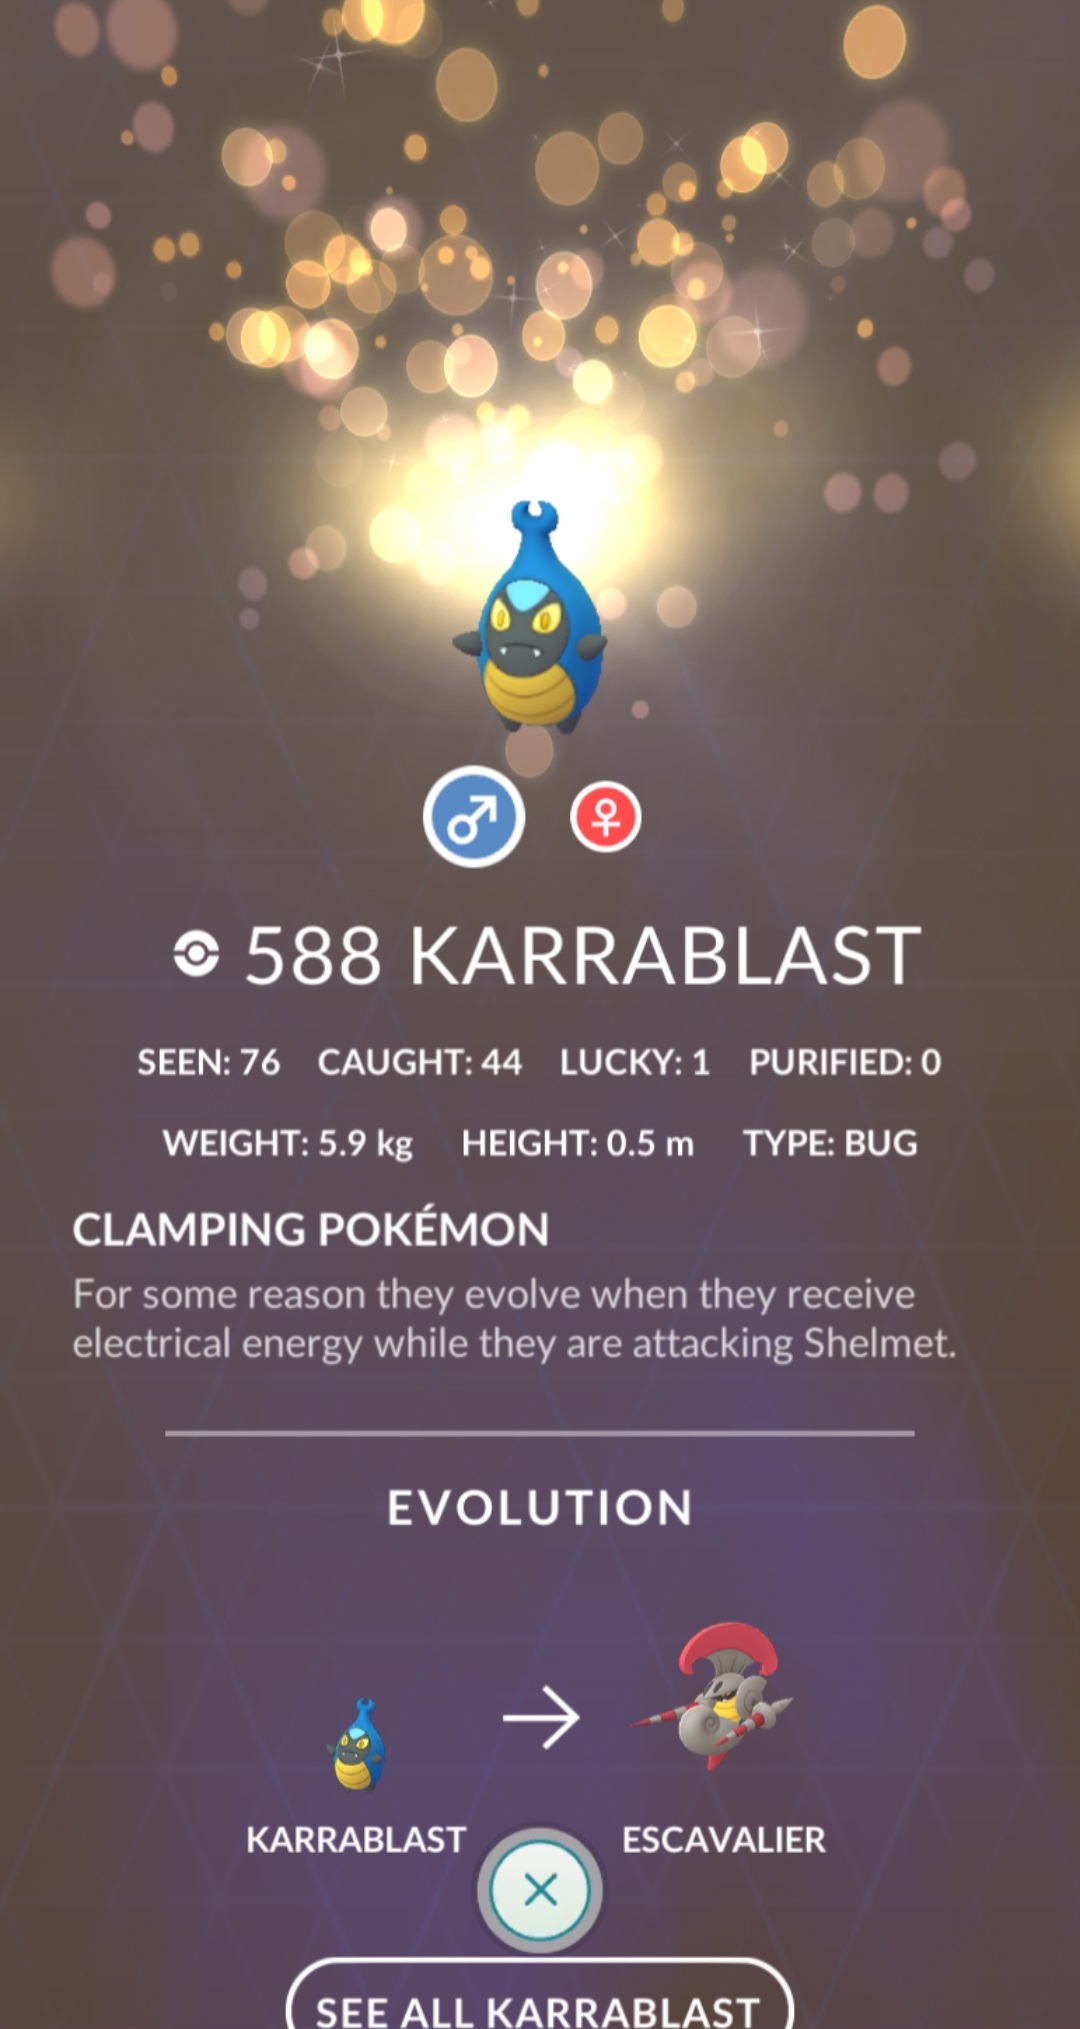 588 KARRABLAST
SEEN: 76 CAUGHT: 44 LUCKY: 1 PURIFIED: 0
WEIGHT: 5.9 kg HEIGHT: 0.5 m TYPE: BUG
CLAMPING POKÉMON
For some reason they evolve when they receive
electrical energy while they are attacking Shelmet.
EVOLUTION
KARRABLAST ESCAVALIER
SEE ALL KARRABLAST